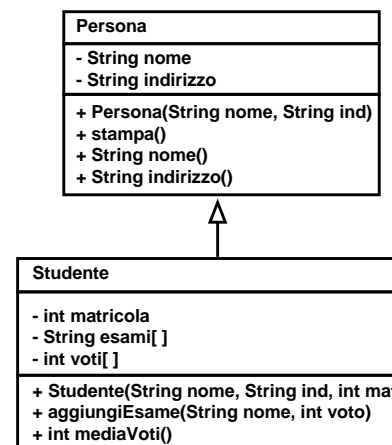 Persona
- String nome
- String indirizzo
+ Persona(String nome, String ind)
+ stampa()
+ String nome()
+ String indirizzo()
Studente
- int matricola
- String esami[ ]
- int voti[ ]
+ Studente(String nome, String ind, int mat
+ aggiungiEsame(String nome, int voto)
+ int mediaVoti()